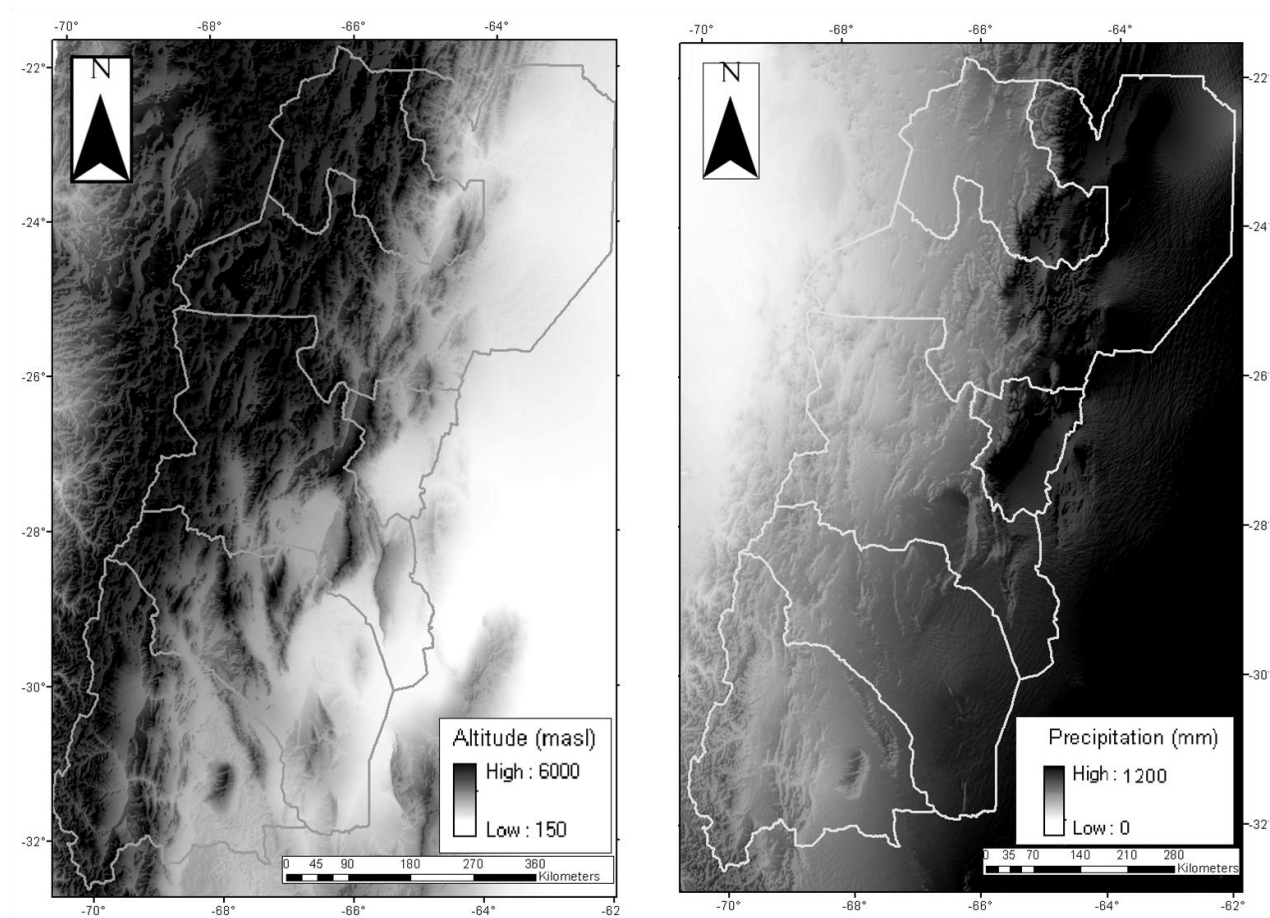 -70° -68° -66° -64°
N
-22°
-24°
-26°
-28°
-30°
-32°
Altitude (masl)
High : 6000
Low : 150
0 45 90 180 270 360
Kilometers
-70° -68° -66° -64° -62
-70° -68° -66° -64°
N
-22°
-24°
-26°
-28°
-30°
-32°
Precipitation (mm)
High : 1200
Low : 0
0 35 70 140 210 280
Kilometers
-70° -68° -66° -64° -62°